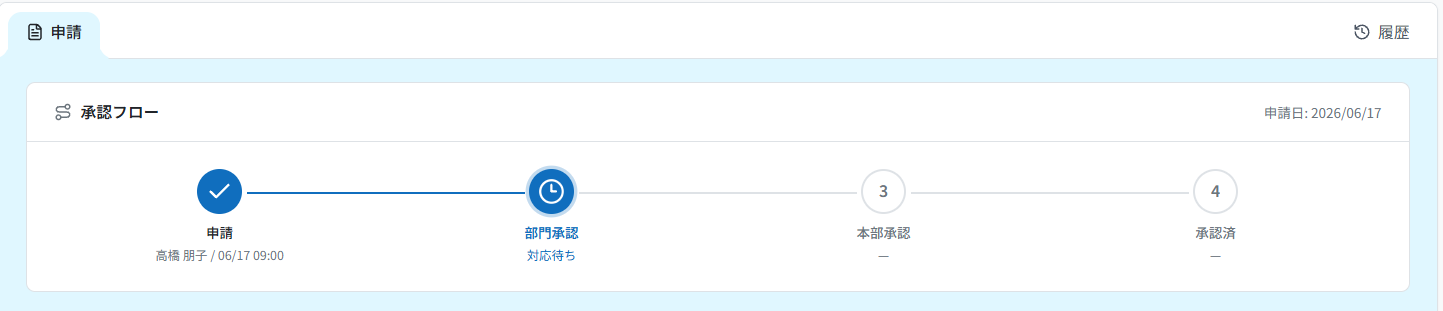 申請
履歴
承認フロー
申請日: 2026/06/17
3
4
申請
部門承認
本部承認
承認済
高橋 朋子 / 06/17 09:00
対応待ち
—
—